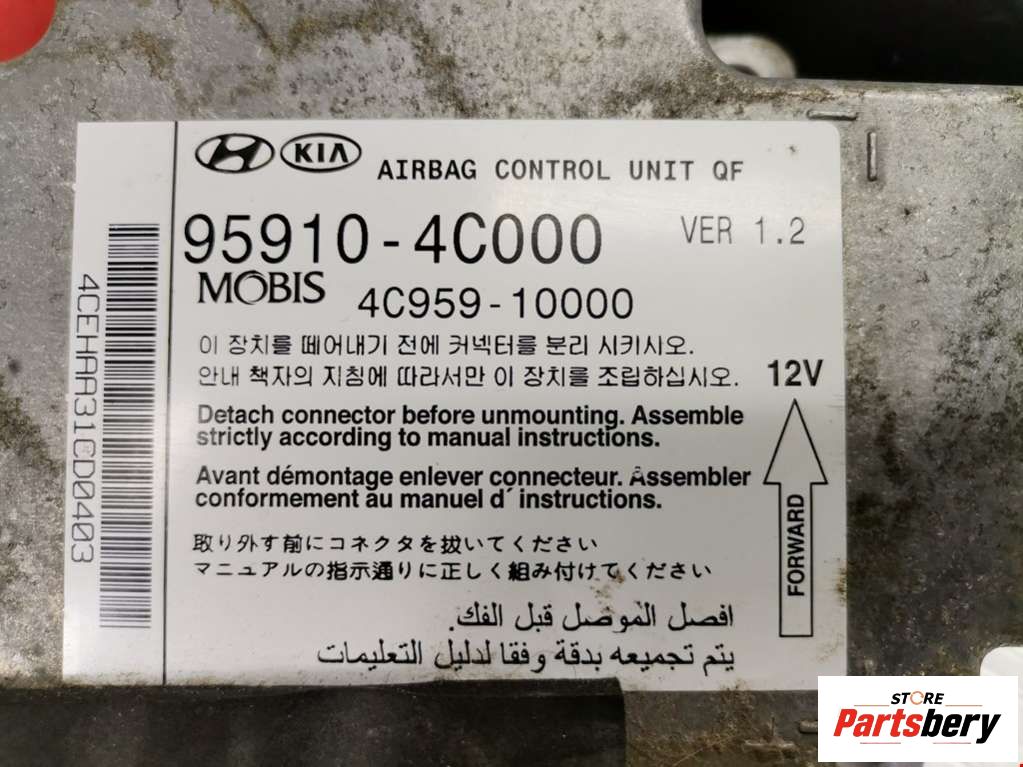 KIA
AIRBAG CONTROL UNIT QF
95910-4C000 VER 1.2
MOBIS 4C959-10000
이 장치를 떼어내기 전에 커넥터를 분리 시키시오.
안내 책자의 지침에 따라서만 이 장치를 조립하십시오.
12V
Detach connector before unmounting. Assemble
strictly according to manual instructions.
Avant démontage enlever connecteur. Assembler
conformement au manuel d´ instructions.
FORWARD
取り外す前にコネクタを抜いてください
マニュアルの指示通りに正しく組み付けてください
افصل الموصل قبل الفك.
يتم تجميعه بدقة وفقا لدليل التعليمات
4CEHAA31CD0403
STORE
Partsbery